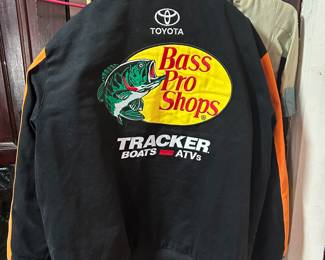 TOYOTA
Bass
Pro
Shops®
TRACKER
BOATS ATVs